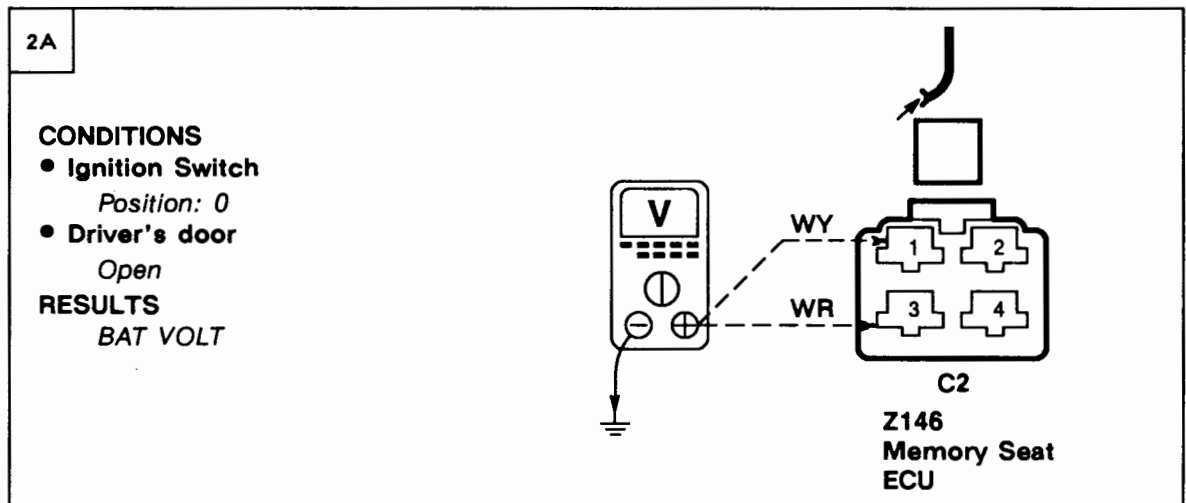 2A
CONDITIONS
• Ignition Switch
Position: 0
• Driver's door
Open
RESULTS
BAT VOLT
V
WY
WR
1
2
3
4
C2
Z146
Memory Seat
ECU